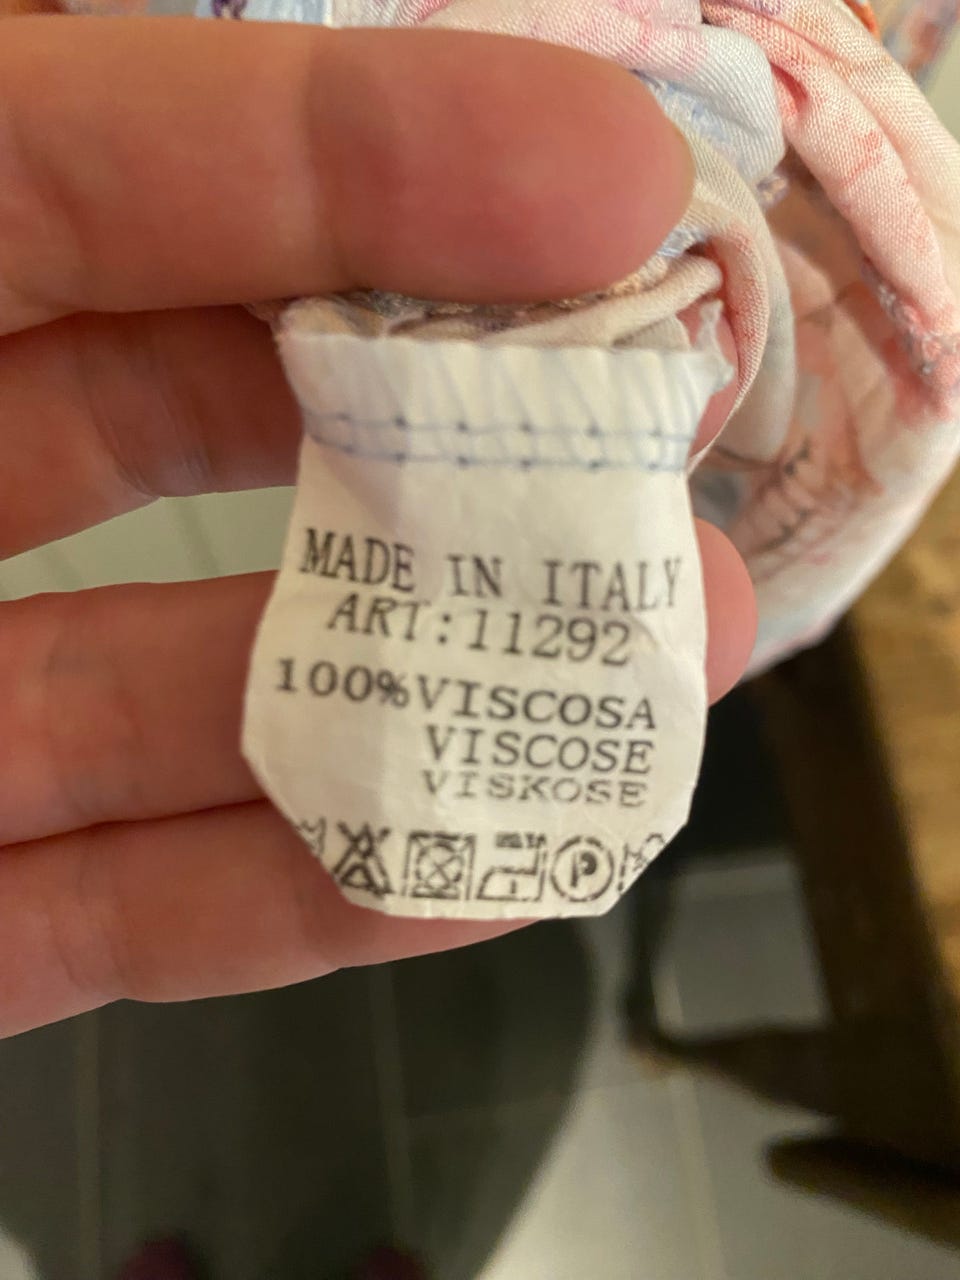 MADE IN ITALY
ART:11292
100%VISCOSA
VISCOSE
VISKOSE
P